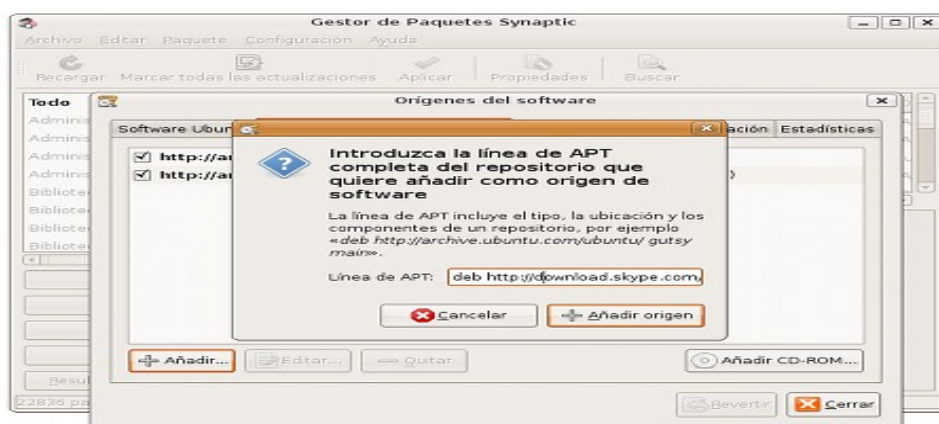 Gestor de Paquetes Synaptic
Archivo Editar Paquete Configuración Ayuda
Recargar Marcar todas las actualizaciones Aplicar Propiedades Buscar
Todo
Orígenes del software
Software
Estadísticas
http://
http://
Introduzca la línea de APT
completa del repositorio que
quiere añadir como origen de
software
La línea de APT incluye el tipo, la ubicación y los
componentes de un repositorio, por ejemplo
«deb http://archive.ubuntu.com/ubuntu/ gutsy
main».
Línea de APT: deb http://download.skype.com/
Cancelar Añadir origen
Añadir... Editar... Quitar Añadir CD-ROM...
Revertir Cerrar
22836